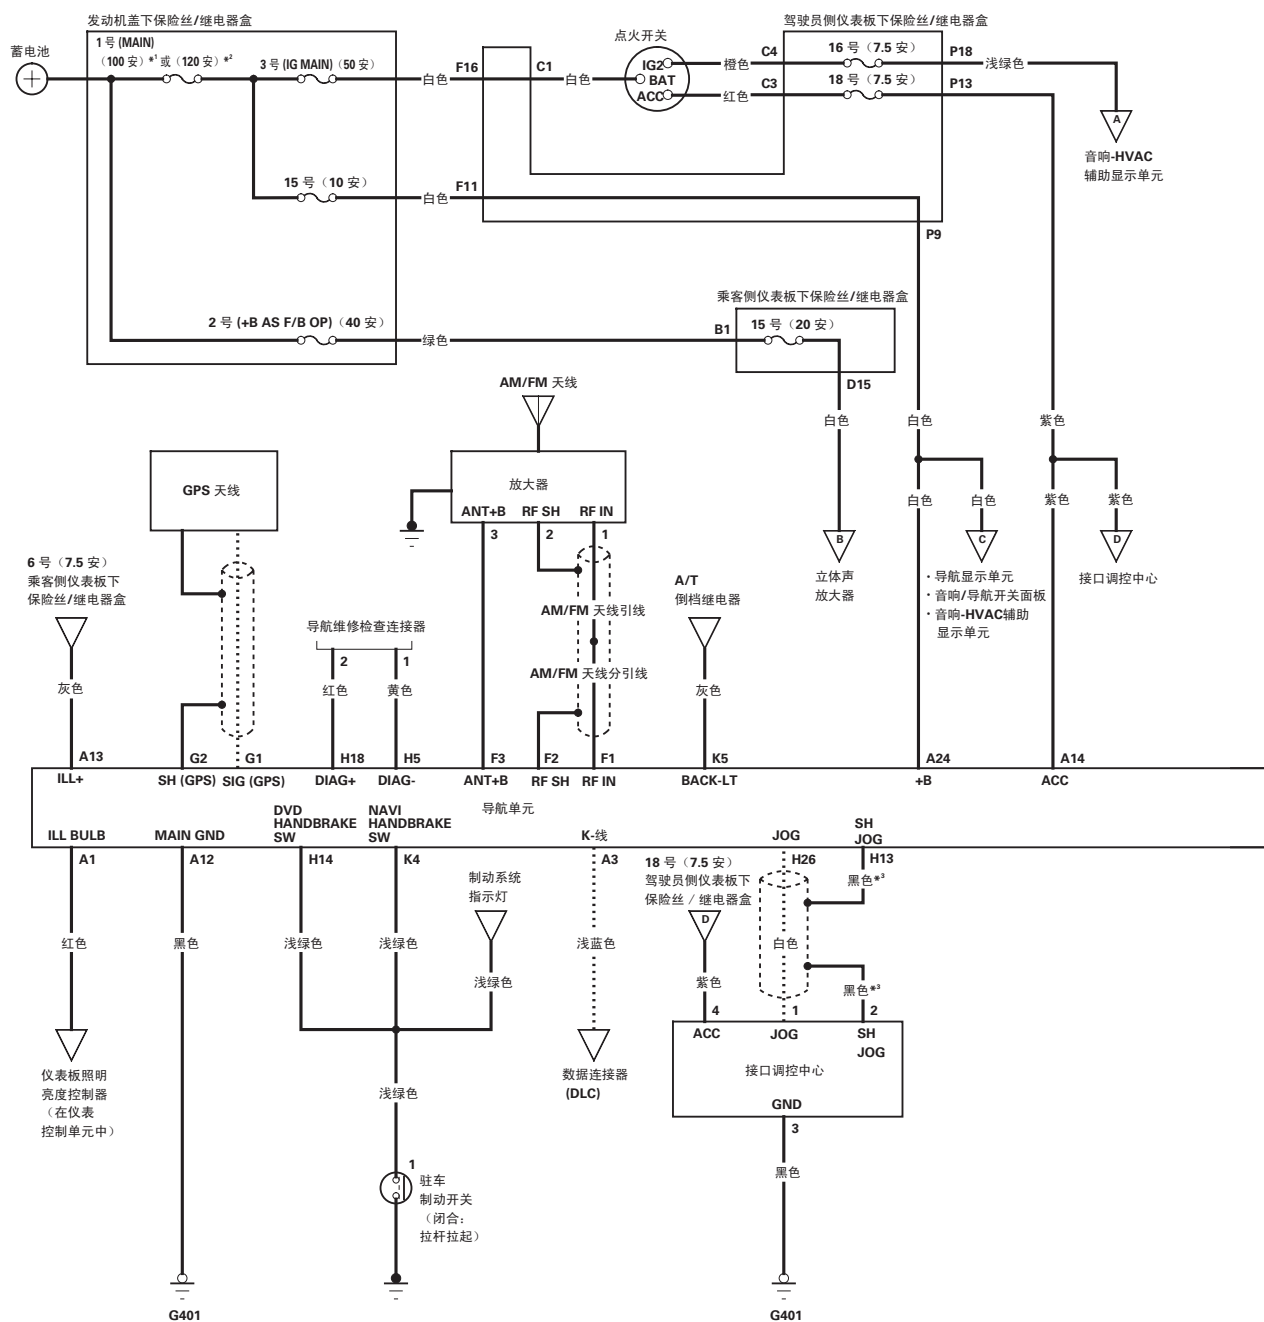 发动机盖下保险丝/继电器盒
驾驶员侧仪表板下保险丝/继电器盒
蓄电池
1 号 (MAIN)
（100 安）*1 或（120 安）*2
3 号 (IG MAIN)（50 安）
白色
F16
C1
白色
点火开关
IG2
BAT
ACC
橙色
红色
C4
C3
16 号（7.5 安）
18 号（7.5 安）
P18
P13
浅绿色
A
音响-HVAC
辅助显示单元
15 号（10 安）
白色
F11
P9
2 号 (+B AS F/B OP)（40 安）
绿色
乘客侧仪表板下保险丝/继电器盒
B1
15 号（20 安）
D15
AM/FM 天线
白色
白色
紫色
GPS 天线
放大器
ANT+B
RF SH
RF IN
3
2
1
白色
白色
紫色
紫色
B
C
D
立体声
放大器
· 导航显示单元
· 音响/导航开关面板
· 音响-HVAC辅助
显示单元
接口调控中心
6 号（7.5 安）
乘客侧仪表板下
保险丝/继电器盒
A/T
倒档继电器
AM/FM 天线引线
导航维修检查连接器
2
1
AM/FM 天线分引线
灰色
红色
黄色
灰色
A13
G2
G1
H18
H5
F3
F2
F1
K5
A24
A14
ILL+
SH (GPS)
SIG (GPS)
DIAG+
DIAG-
ANT+B
RF SH
RF IN
BACK-LT
+B
ACC
导航单元
ILL BULB
MAIN GND
DVD
HANDBRAKE
SW
NAVI
HANDBRAKE
SW
K-线
JOG
SH
JOG
A1
A12
H14
K4
A3
H26
H13
制动系统
指示灯
18 号（7.5 安）
驾驶员侧仪表板下
保险丝 / 继电器盒
D
黑色*3
红色
黑色
浅绿色
浅绿色
浅绿色
浅蓝色
白色
紫色
黑色*3
4
1
2
ACC
JOG
SH
JOG
接口调控中心
GND
3
仪表板照明
亮度控制器
（在仪表
控制单元中）
数据连接器
(DLC)
浅绿色
黑色
1
驻车
制动开关
（闭合：
拉杆拉起）
G401
G401